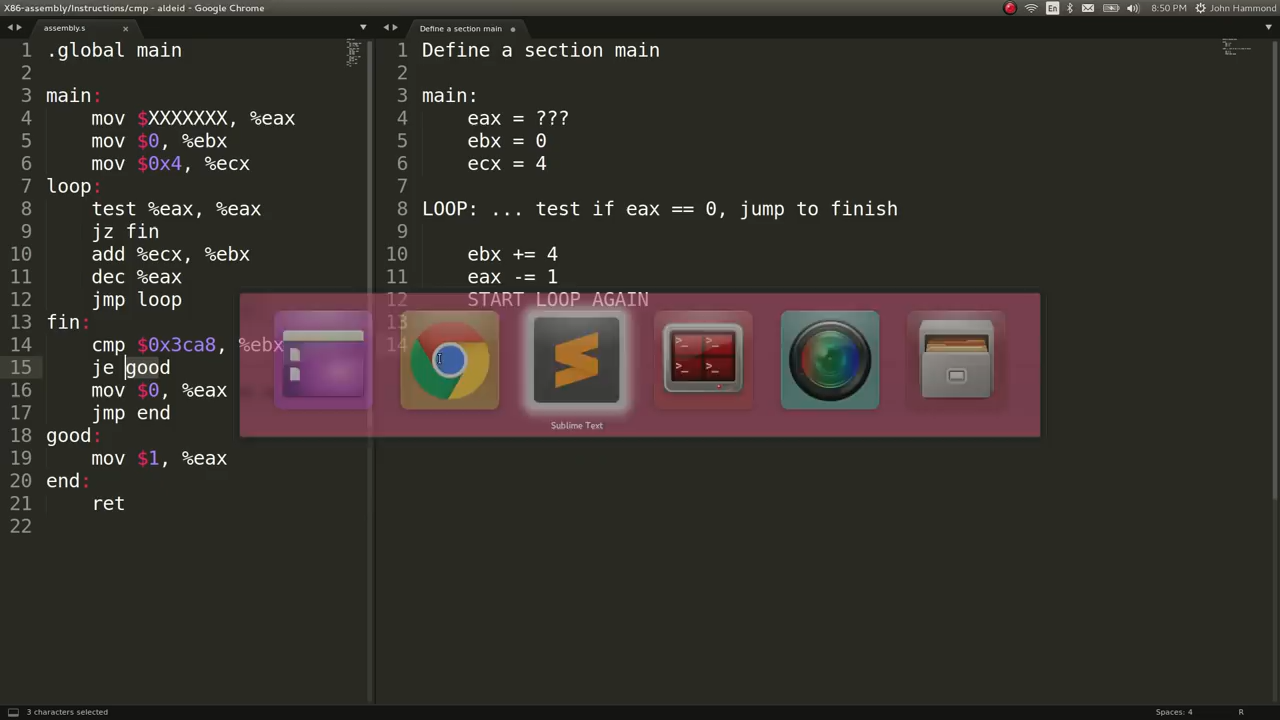 X86-assembly/Instructions/cmp - aldeid - Google Chrome
En
8:50 PM
John Hammond
assembly.s
Define a section main
1 .global main
2
3 main:
4 mov $XXXXXXX, %eax
5 mov $0, %ebx
6 mov $0x4, %ecx
7 loop:
8 test %eax, %eax
9 jz fin
10 add %ecx, %ebx
11 dec %eax
12 jmp loop
13 fin:
14 cmp $0x3ca8, %ebx
15 je good
16 mov $0, %eax
17 jmp end
18 good:
19 mov $1, %eax
20 end:
21 ret
22
1 Define a section main
2
3 main:
4 eax = ???
5 ebx = 0
6 ecx = 4
7
8 LOOP: ... test if eax == 0, jump to finish
9
10 ebx += 4
11 eax -= 1
12 START LOOP AGAIN
13
14
Sublime Text
3 characters selected
Spaces: 4
R